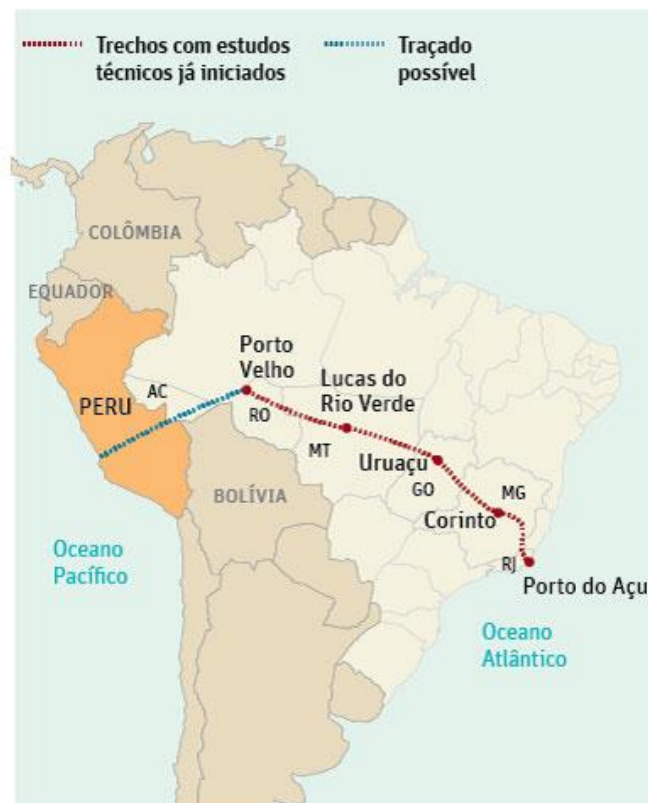 Trechos com estudos
técnicos já iniciados
Traçado
possível
COLÔMBIA
EQUADOR
PERU
AC
Porto
Velho
RO
Lucas do
Rio Verde
MT
Uruaçu
GO
MG
Corinto
BOLÍVIA
RJ
Porto do Açu
Oceano
Pacífico
Oceano
Atlântico